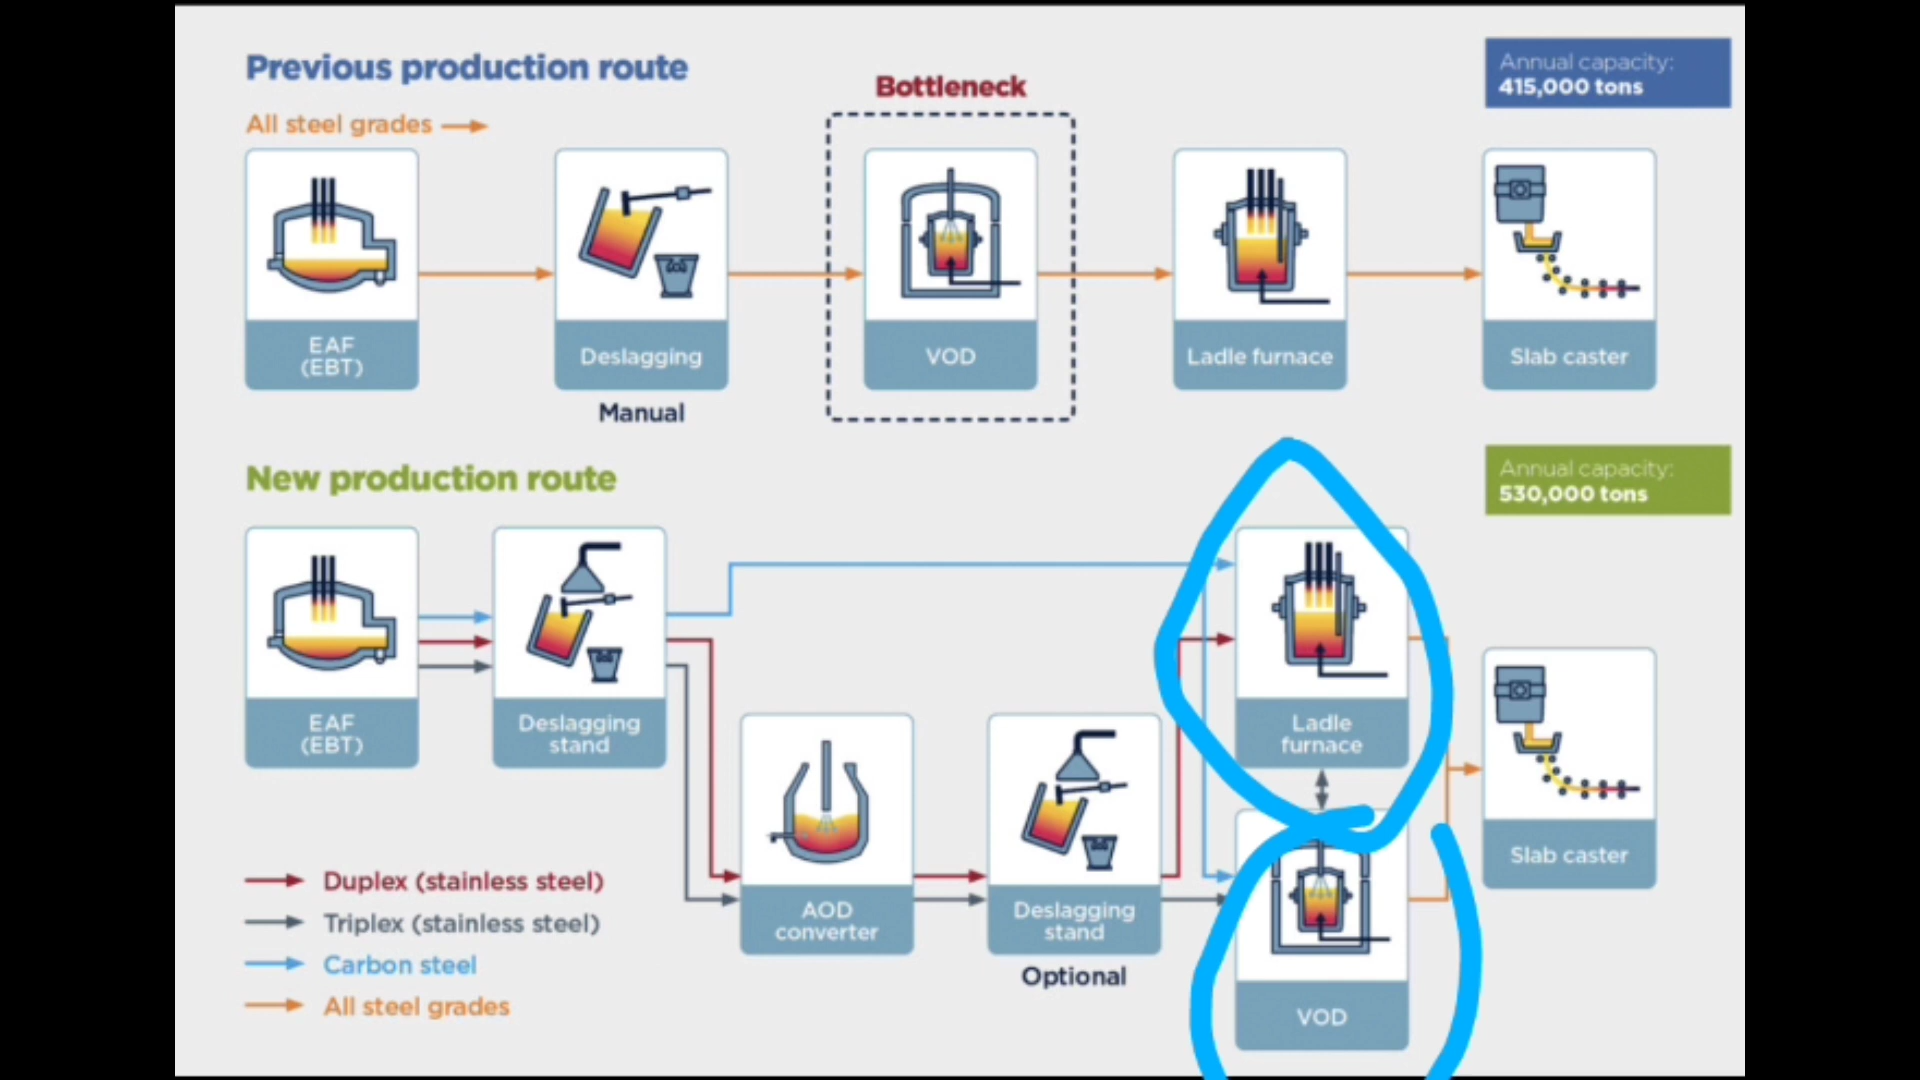 Previous production route
Annual capacity:
415,000 tons
Bottleneck
All steel grades
EAF
(EBT)
Deslagging
VOD
Ladle furnace
Slab caster
Manual
New production route
Annual capacity:
530,000 tons
EAF
(EBT)
Deslagging
stand
Ladle
furnace
AOD
converter
Deslagging
stand
Optional
VOD
Slab caster
Duplex (stainless steel)
Triplex (stainless steel)
Carbon steel
All steel grades